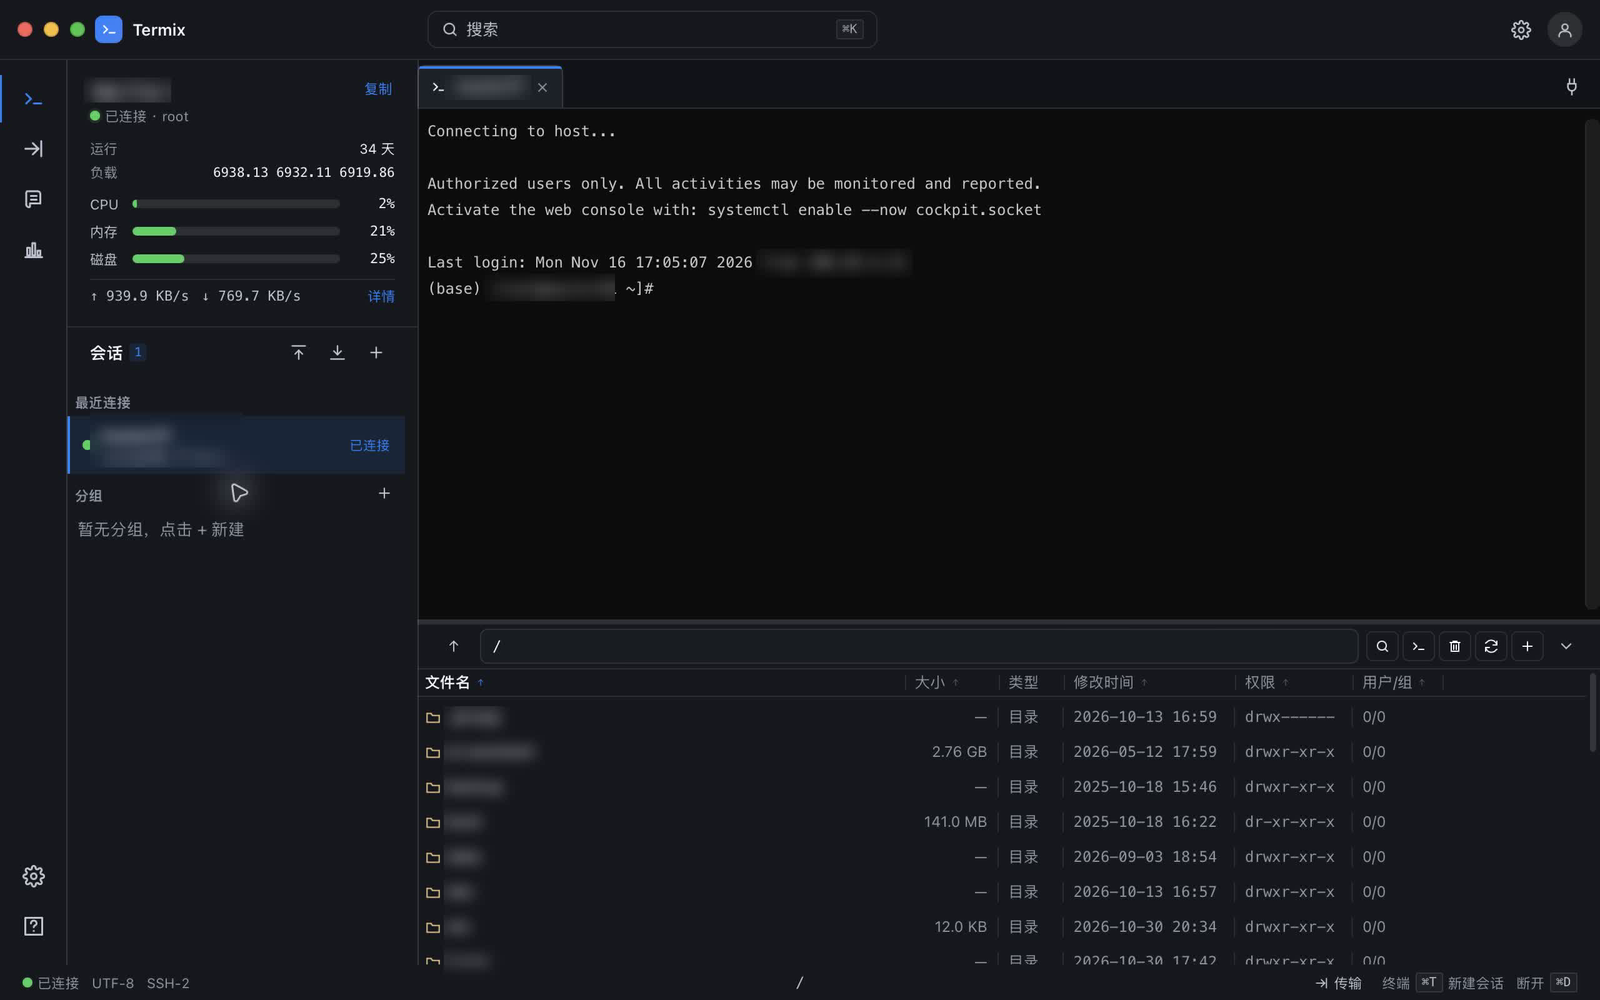 Termix
搜索
⌘K
复制
已连接 · root
运行 34 天
负载 6938.13 6932.11 6919.86
CPU 2%
内存 21%
磁盘 25%
↑ 939.9 KB/s ↓ 769.7 KB/s 详情
会话 1
最近连接
已连接
分组
暂无分组，点击 + 新建
Connecting to host...
Authorized users only. All activities may be monitored and reported.
Activate the web console with: systemctl enable --now cockpit.socket
Last login: Mon Nov 16 17:05:07 2026
(base) ~]#
/
文件名 ↑ 大小 ↑ 类型 修改时间 ↑ 权限 ↑ 用户/组 ↑
— 目录 2026-10-13 16:59 drwx------ 0/0
2.76 GB 目录 2026-05-12 17:59 drwxr-xr-x 0/0
— 目录 2025-10-18 15:46 drwxr-xr-x 0/0
141.0 MB 目录 2025-10-18 16:22 dr-xr-xr-x 0/0
— 目录 2026-09-03 18:54 drwxr-xr-x 0/0
— 目录 2026-10-13 16:57 drwxr-xr-x 0/0
12.0 KB 目录 2026-10-30 20:34 drwxr-xr-x 0/0
— 目录 2026-10-30 17:42 drwxr-xr-x 0/0
已连接 UTF-8 SSH-2
/
传输 终端 ⌘T 新建会话 断开 ⌘D